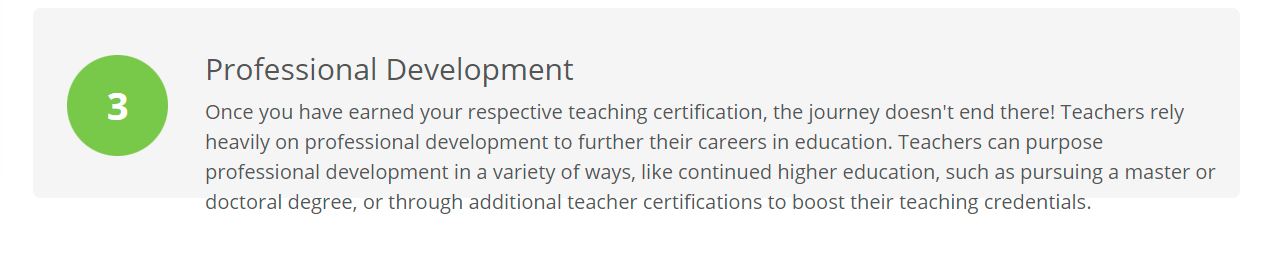 3
Professional Development
Once you have earned your respective teaching certification, the journey doesn't end there! Teachers rely
heavily on professional development to further their careers in education. Teachers can purpose
professional development in a variety of ways, like continued higher education, such as pursuing a master or
doctoral degree, or through additional teacher certifications to boost their teaching credentials.